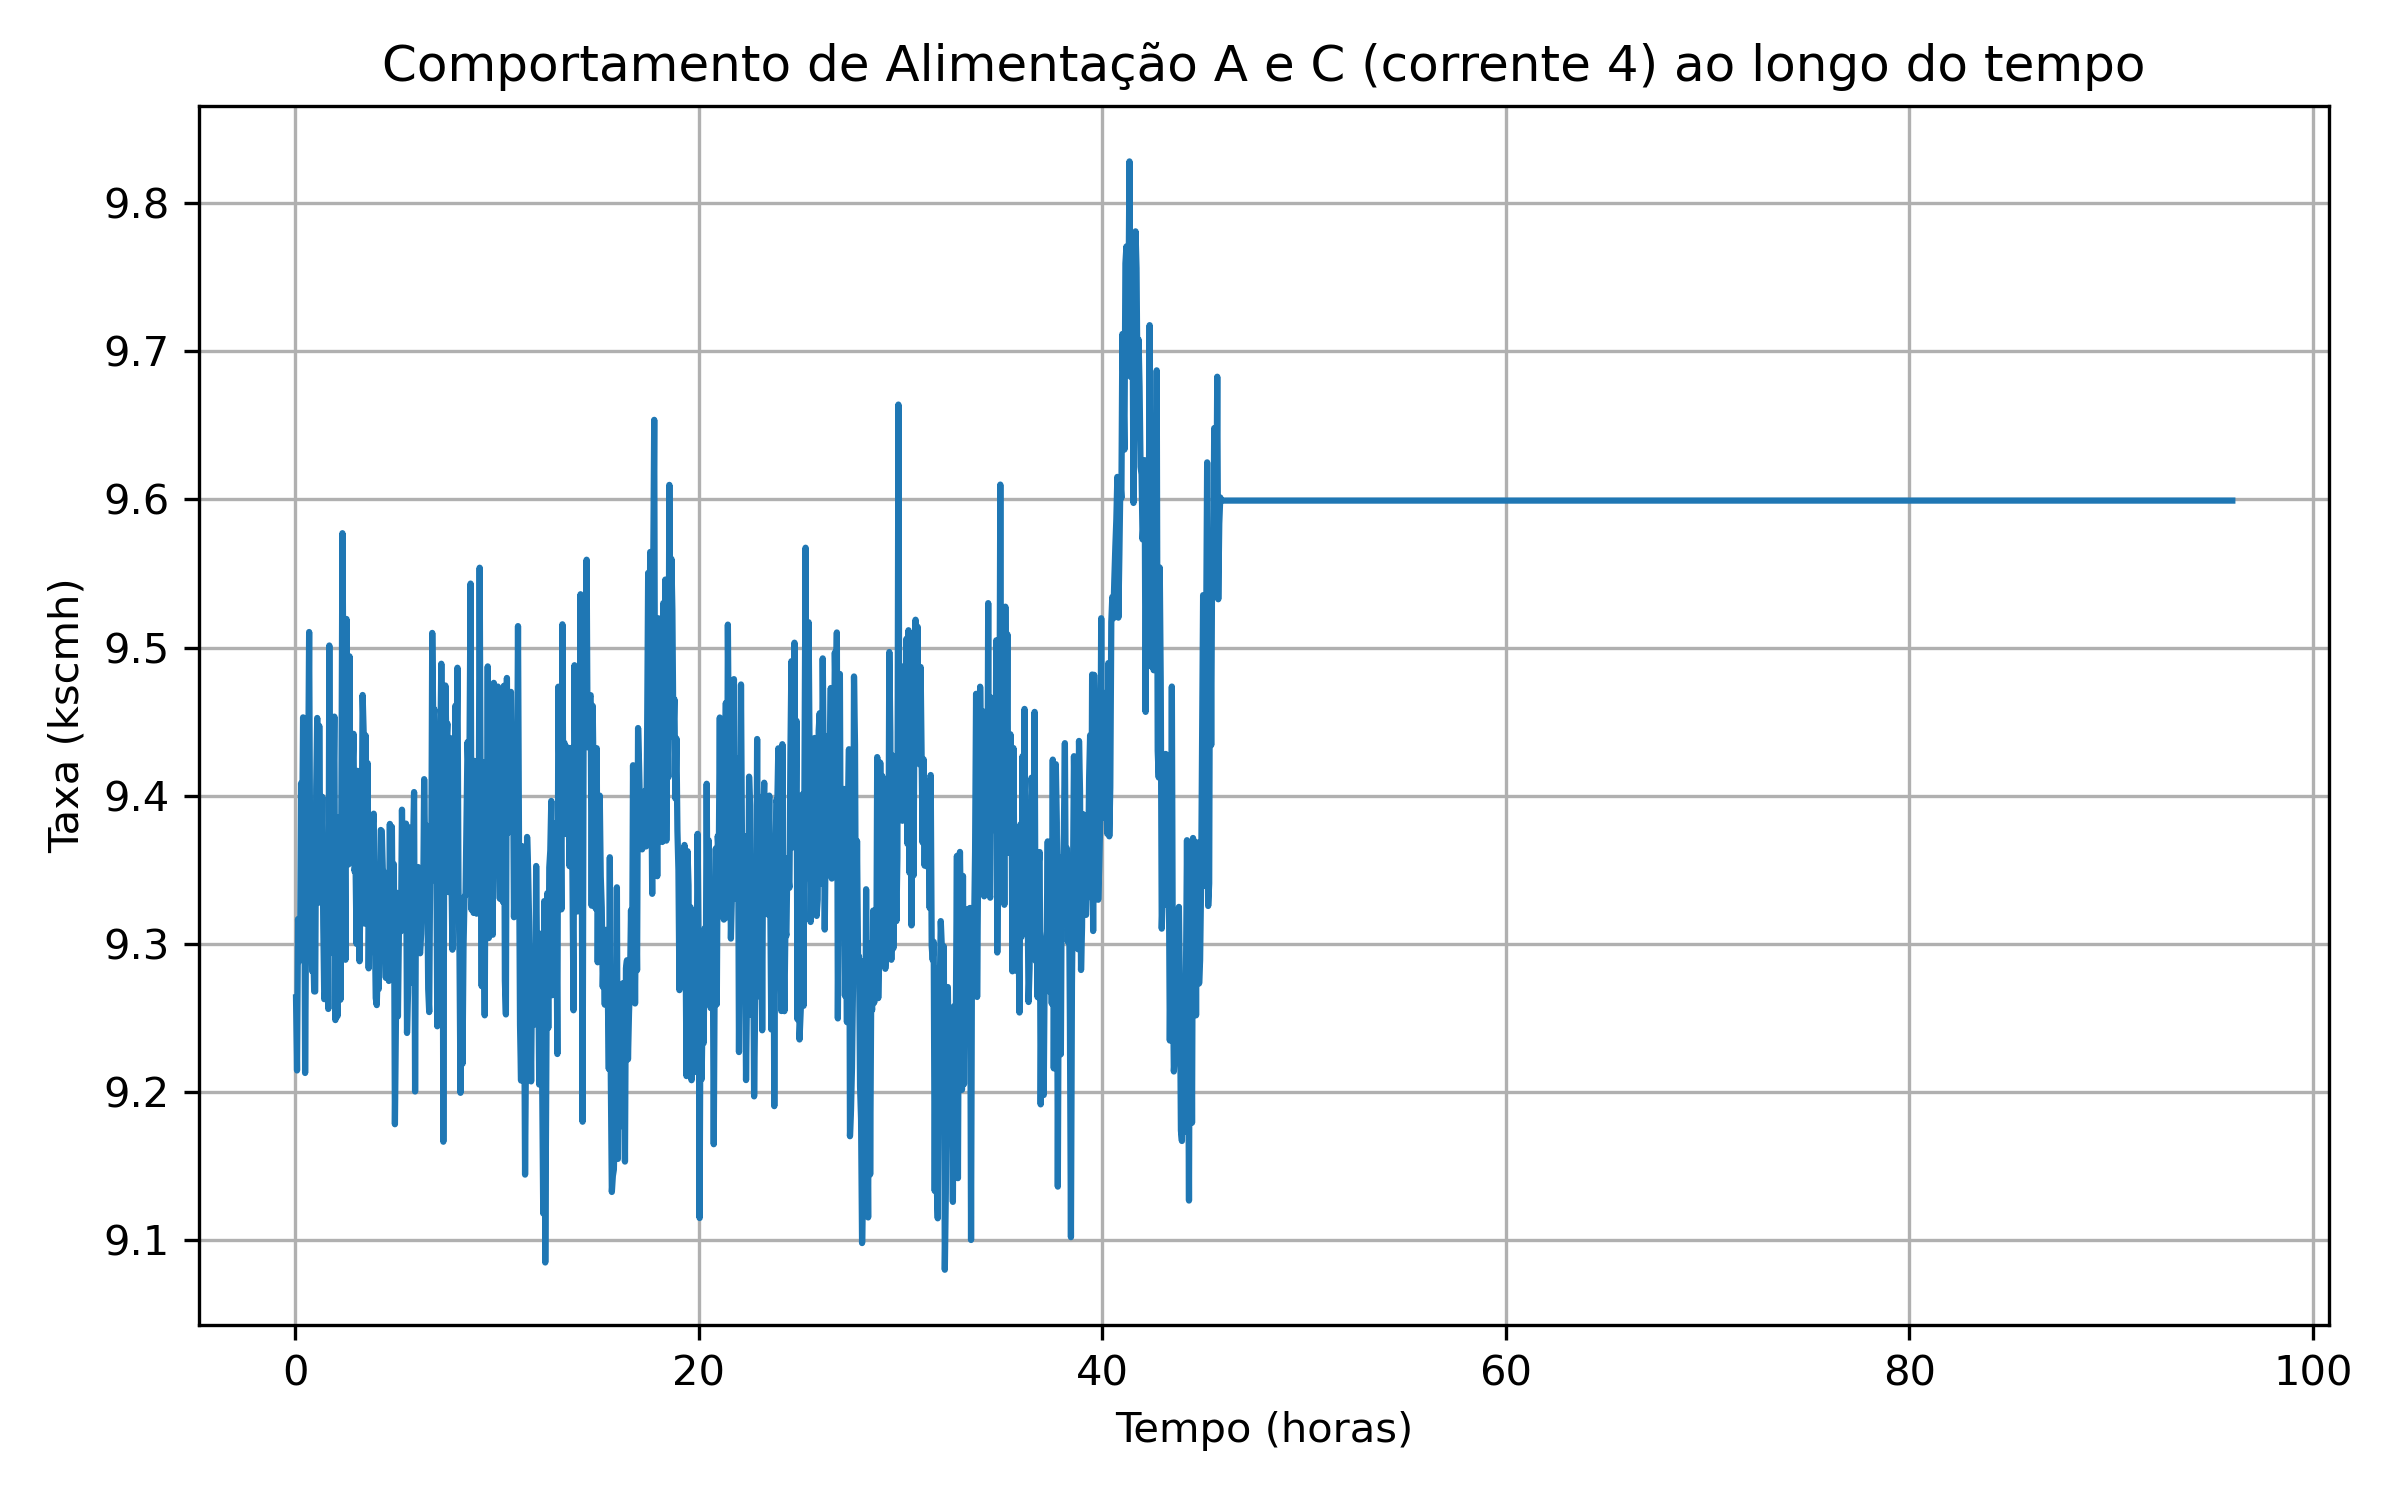 Comportamento de Alimentação A e C (corrente 4) ao longo do tempo
Taxa (kscmh)
9.8
9.7
9.6
9.5
9.4
9.3
9.2
9.1
0 20 40 60 80 100
Tempo (horas)